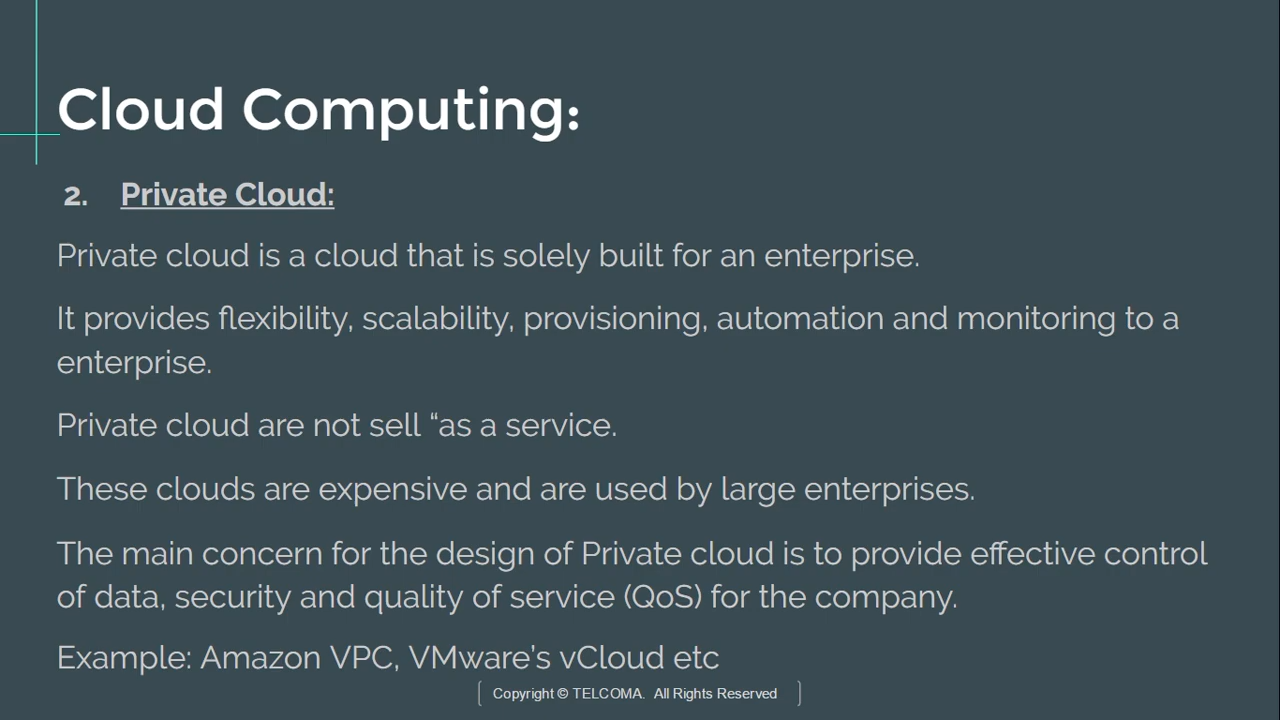 Cloud Computing:
2. Private Cloud:
Private cloud is a cloud that is solely built for an enterprise.
It provides flexibility, scalability, provisioning, automation and monitoring to a
enterprise.
Private cloud are not sell “as a service.
These clouds are expensive and are used by large enterprises.
The main concern for the design of Private cloud is to provide effective control
of data, security and quality of service (QoS) for the company.
Example: Amazon VPC, VMware’s vCloud etc
Copyright © TELCOMA. All Rights Reserved